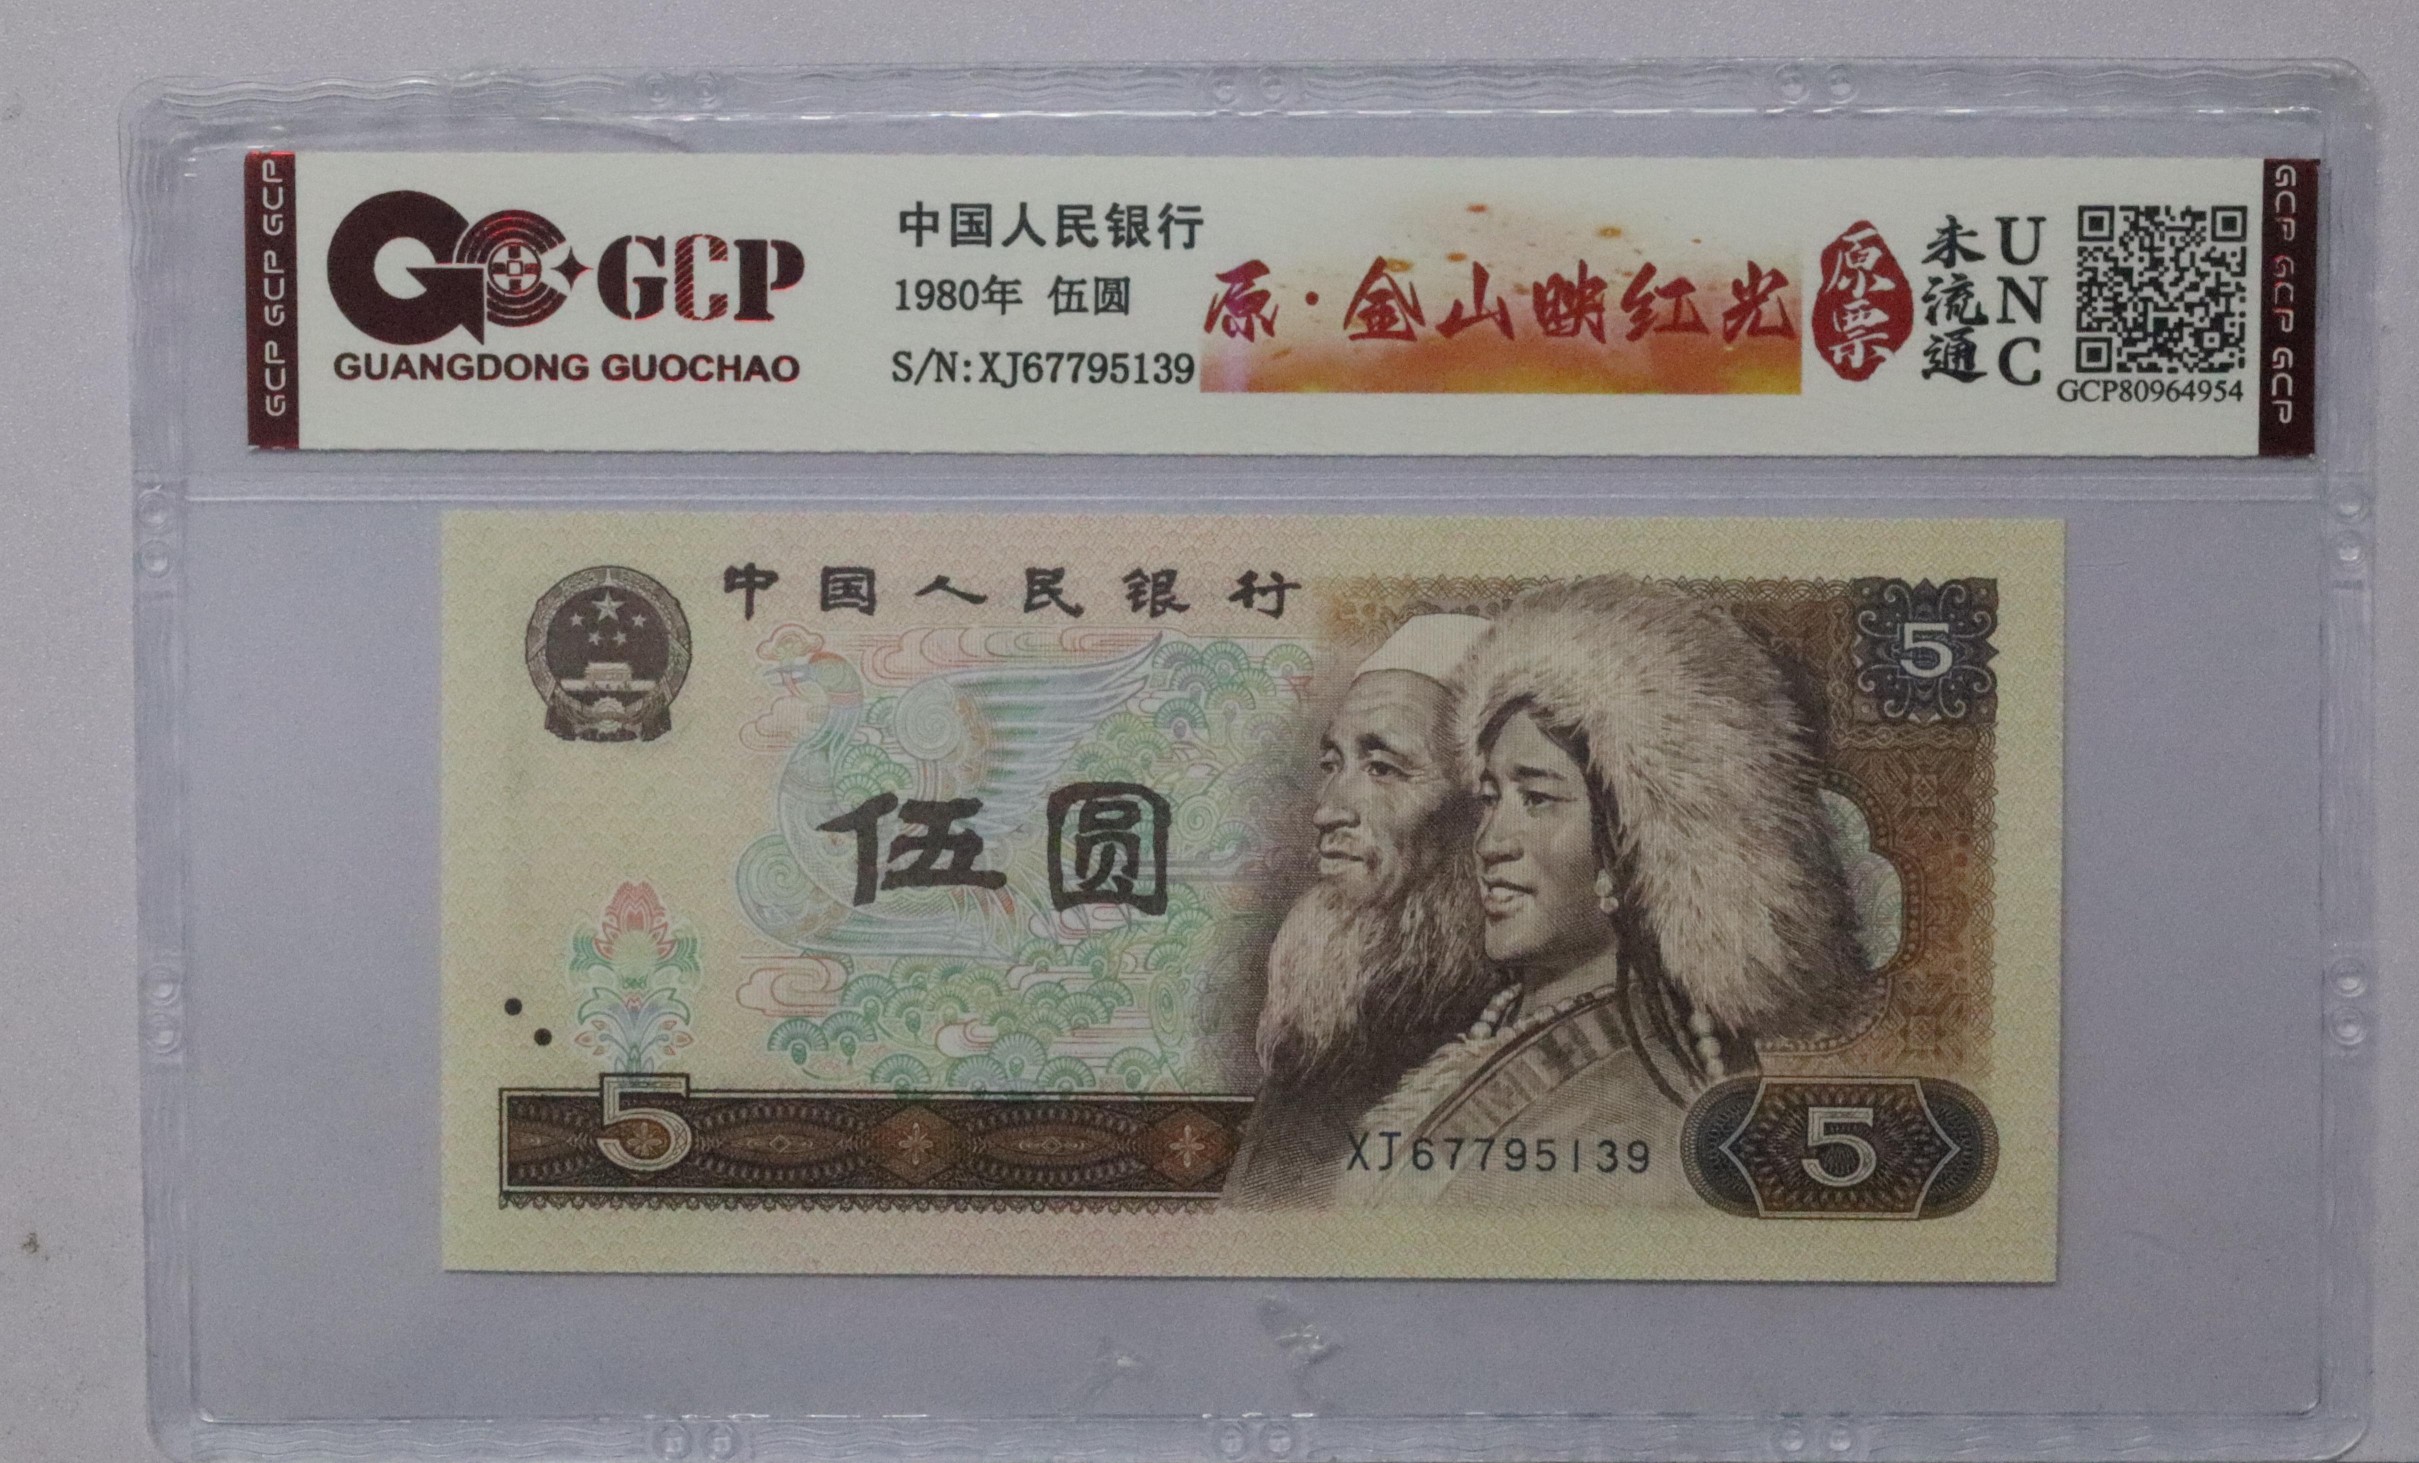 GCP GCP GCP
GCP
GUANGDONG GUOCHAO
中国人民银行
1980年 伍圆
S/N:XJ67795139
原·金山映红光
原票
未流通
UNC
GCP80964954
GCP GCP GCP
中国人民银行
5
伍圆
5
XJ67795139
5